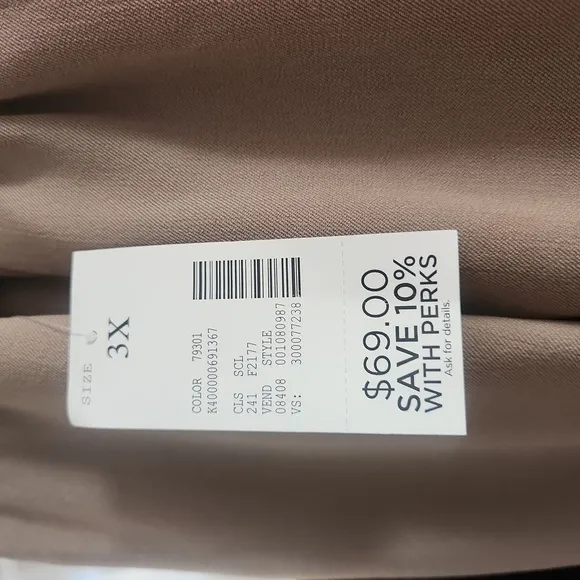 SIZE
3X
COLOR 79301
K400000691367
CLS SCL
241 F2177
VEND STYLE
08408 001080987
VS: 300077238
$69.00
SAVE 10%
WITH PERKS
Ask for details.